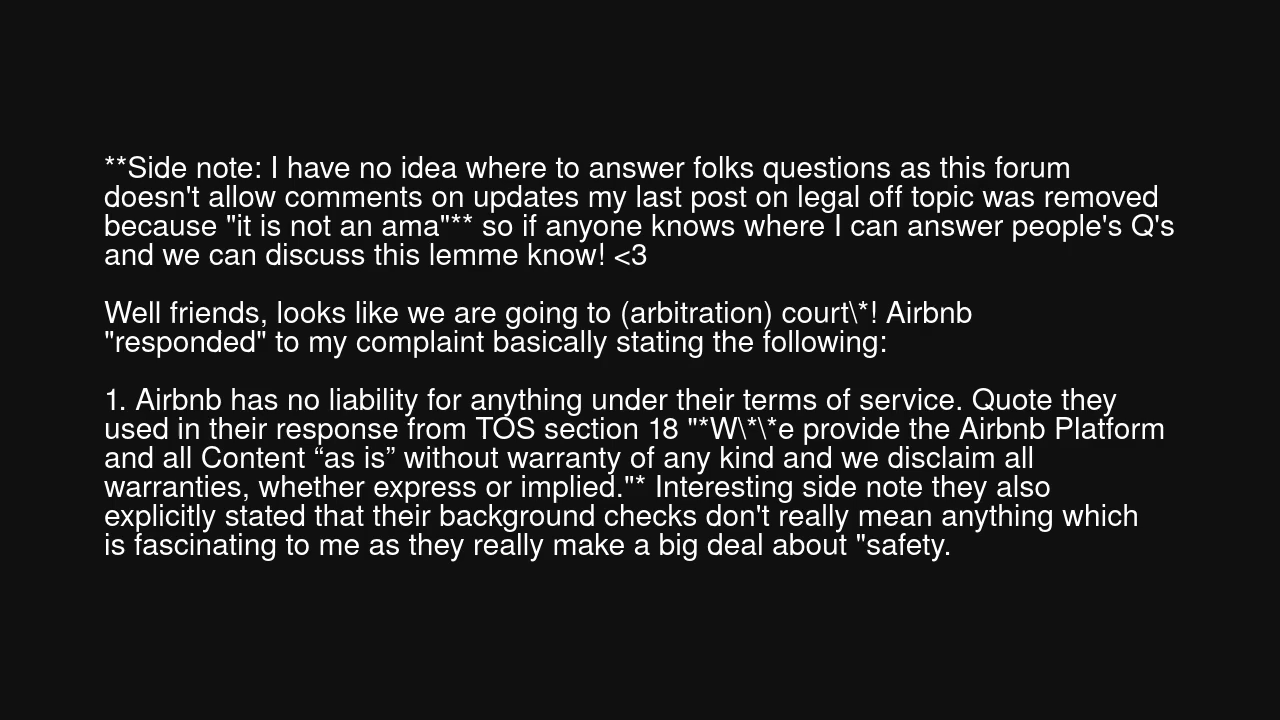 **Side note: I have no idea where to answer folks questions as this forum
doesn't allow comments on updates my last post on legal off topic was removed
because "it is not an ama"** so if anyone knows where I can answer people's Q's
and we can discuss this lemme know! <3
Well friends, looks like we are going to (arbitration) court\*! Airbnb
"responded" to my complaint basically stating the following:
1. Airbnb has no liability for anything under their terms of service. Quote they
used in their response from TOS section 18 "*W\*\*e provide the Airbnb Platform
and all Content “as is” without warranty of any kind and we disclaim all
warranties, whether express or implied."* Interesting side note they also
explicitly stated that their background checks don't really mean anything which
is fascinating to me as they really make a big deal about "safety.